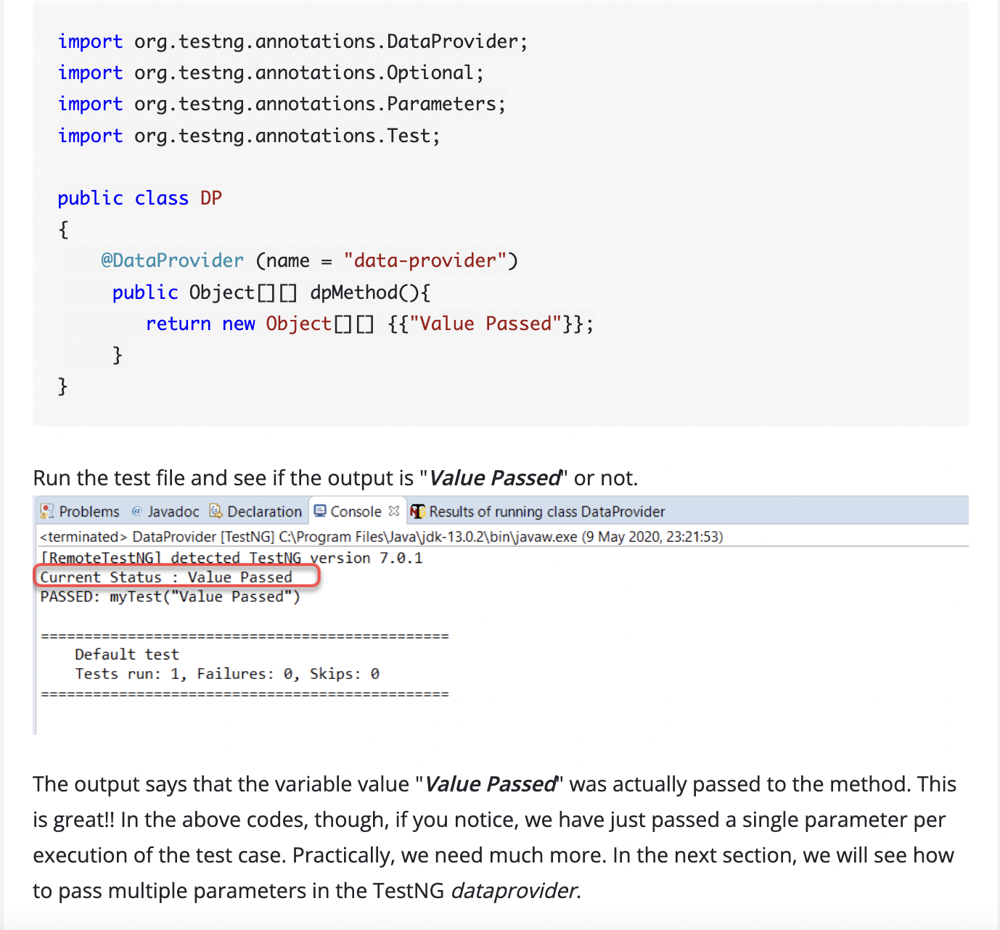 import org.testng.annotations.DataProvider;
import org.testng.annotations.Optional;
import org.testng.annotations.Parameters;
import org.testng.annotations.Test;
public class DP
{
@DataProvider (name = "data-provider")
public Object[][] dpMethod(){
return new Object[][] {{"Value Passed"}};
}
}
Run the test file and see if the output is "Value Passed" or not.
Problems @ Javadoc Declaration Console Results of running class DataProvider
<terminated> DataProvider [TestNG] C:\Program Files\Java\jdk-13.0.2\bin\javaw.exe (9 May 2020, 23:21:53)
[RemoteTestNG] detected TestNG version 7.0.1
Current Status : Value Passed
PASSED: myTest("Value Passed")
===============================================
Default test
Tests run: 1, Failures: 0, Skips: 0
===============================================
The output says that the variable value "Value Passed" was actually passed to the method. This
is great!! In the above codes, though, if you notice, we have just passed a single parameter per
execution of the test case. Practically, we need much more. In the next section, we will see how
to pass multiple parameters in the TestNG dataprovider.